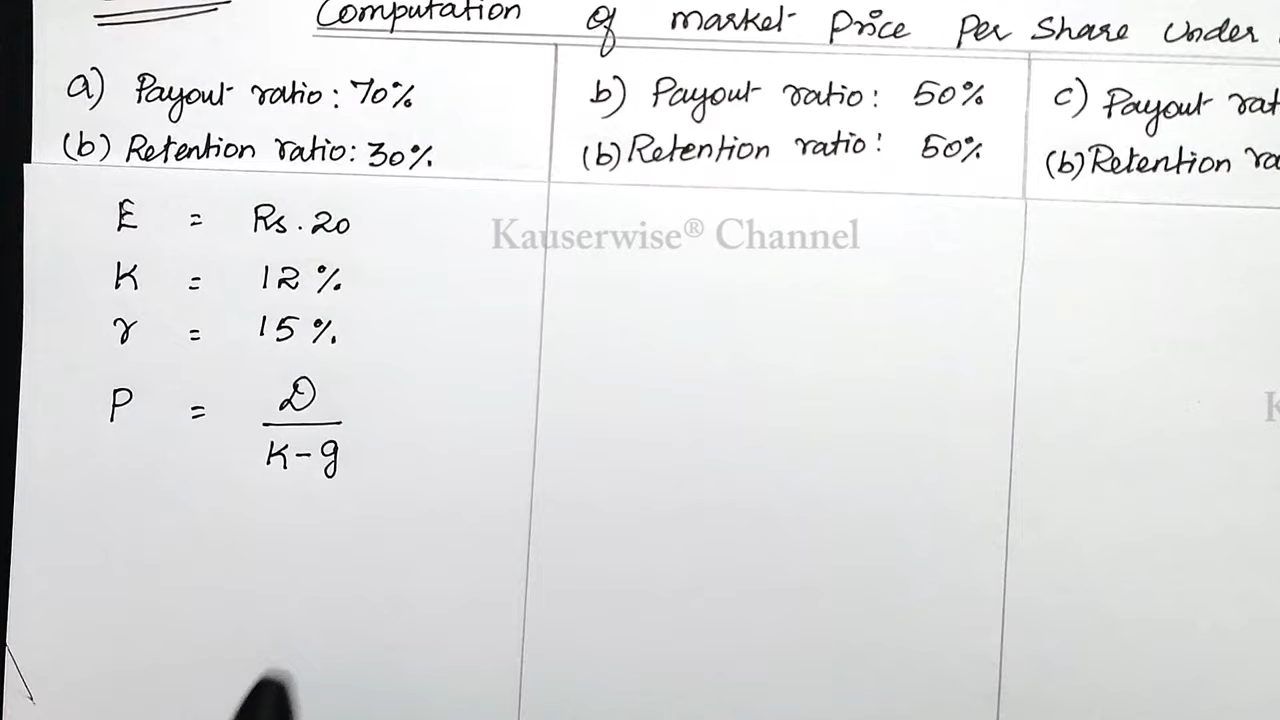 Computation of market Price Per Share under
a) Payout ratio: 70%
(b) Retention ratio: 30%
b) Payout ratio: 50%
(b) Retention ratio: 50%
c) Payout
(b) Retention
Kauserwise® Channel
E = Rs. 20
K = 12 %
r = 15 %
P = D
K-g